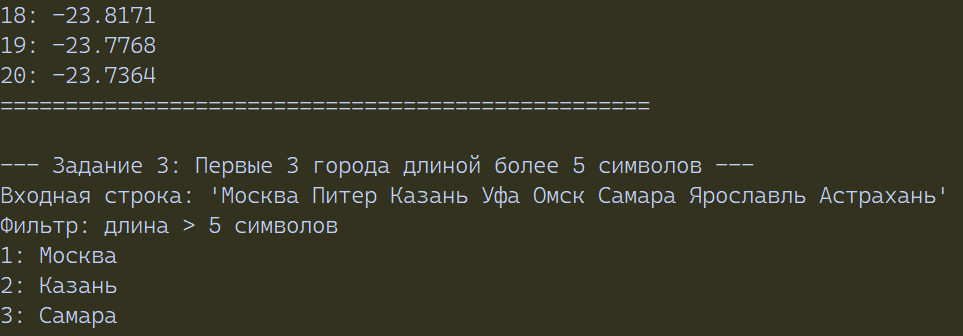 18: -23.8171
19: -23.7768
20: -23.7364
==================================================
--- Задание 3: Первые 3 города длиной более 5 символов ---
Входная строка: 'Москва Питер Казань Уфа Омск Самара Ярославль Астрахань'
Фильтр: длина > 5 символов
1: Москва
2: Казань
3: Самара